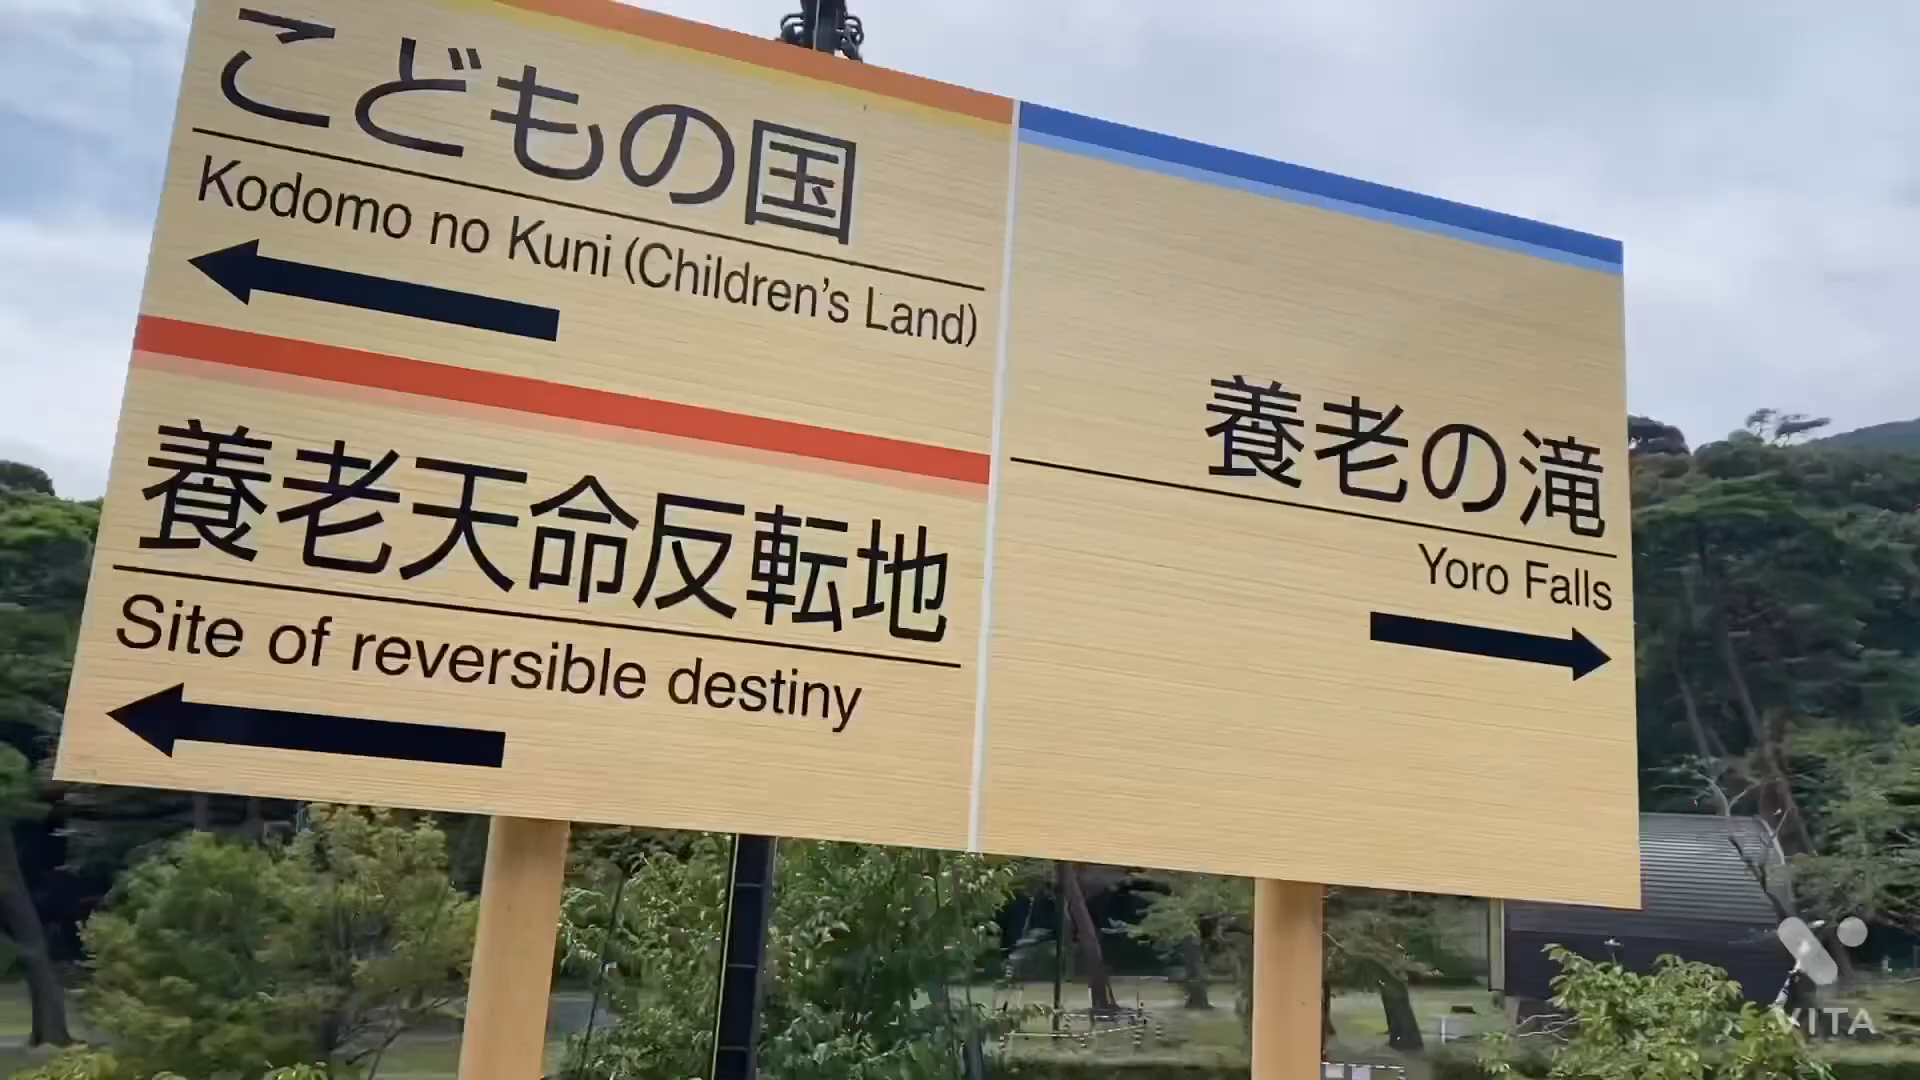 こどもの国
Kodomo no Kuni (Children's Land)
養老天命反転地
Site of reversible destiny
養老の滝
Yoro Falls
VITA